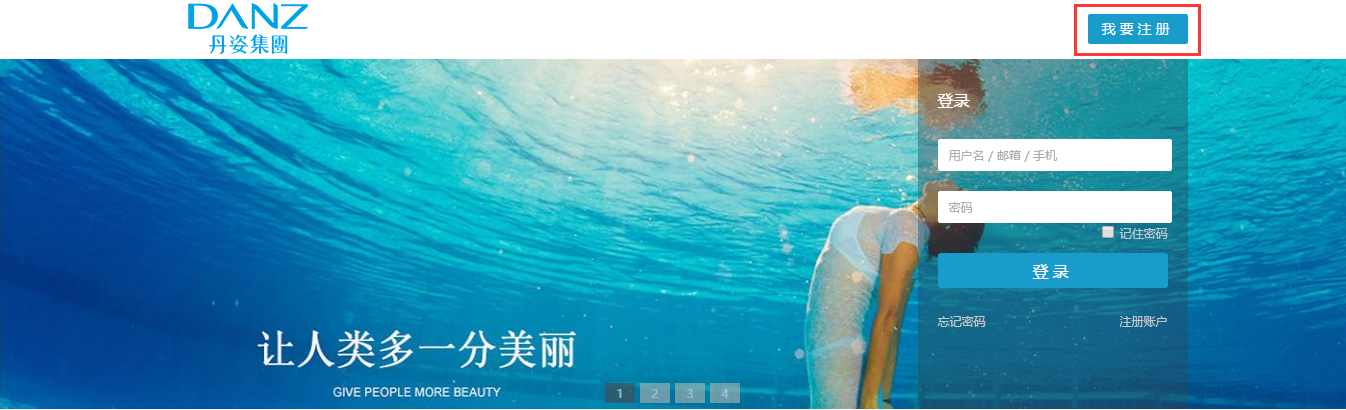 DANZ
丹姿集團
我要注册
登录
用户名 / 邮箱 / 手机
密码
记住密码
登录
忘记密码 注册账户
让人类多一分美丽
GIVE PEOPLE MORE BEAUTY
1 2 3 4